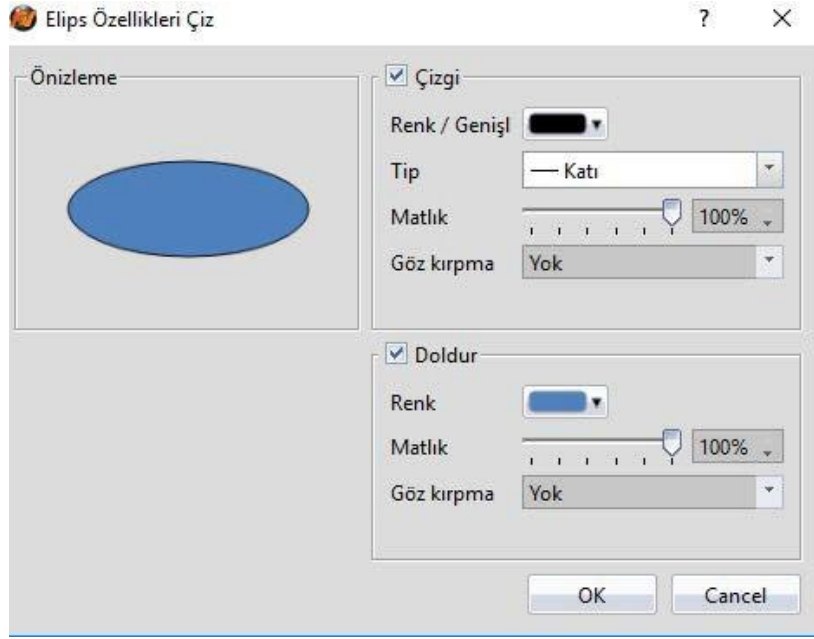 Elips Özellikleri Çiz ?
Önizleme
Çizgi
Renk / Genişl
Tip — Katı
Matlık 100%
Göz kırpma Yok
Doldur
Renk
Matlık 100%
Göz kırpma Yok
OK Cancel